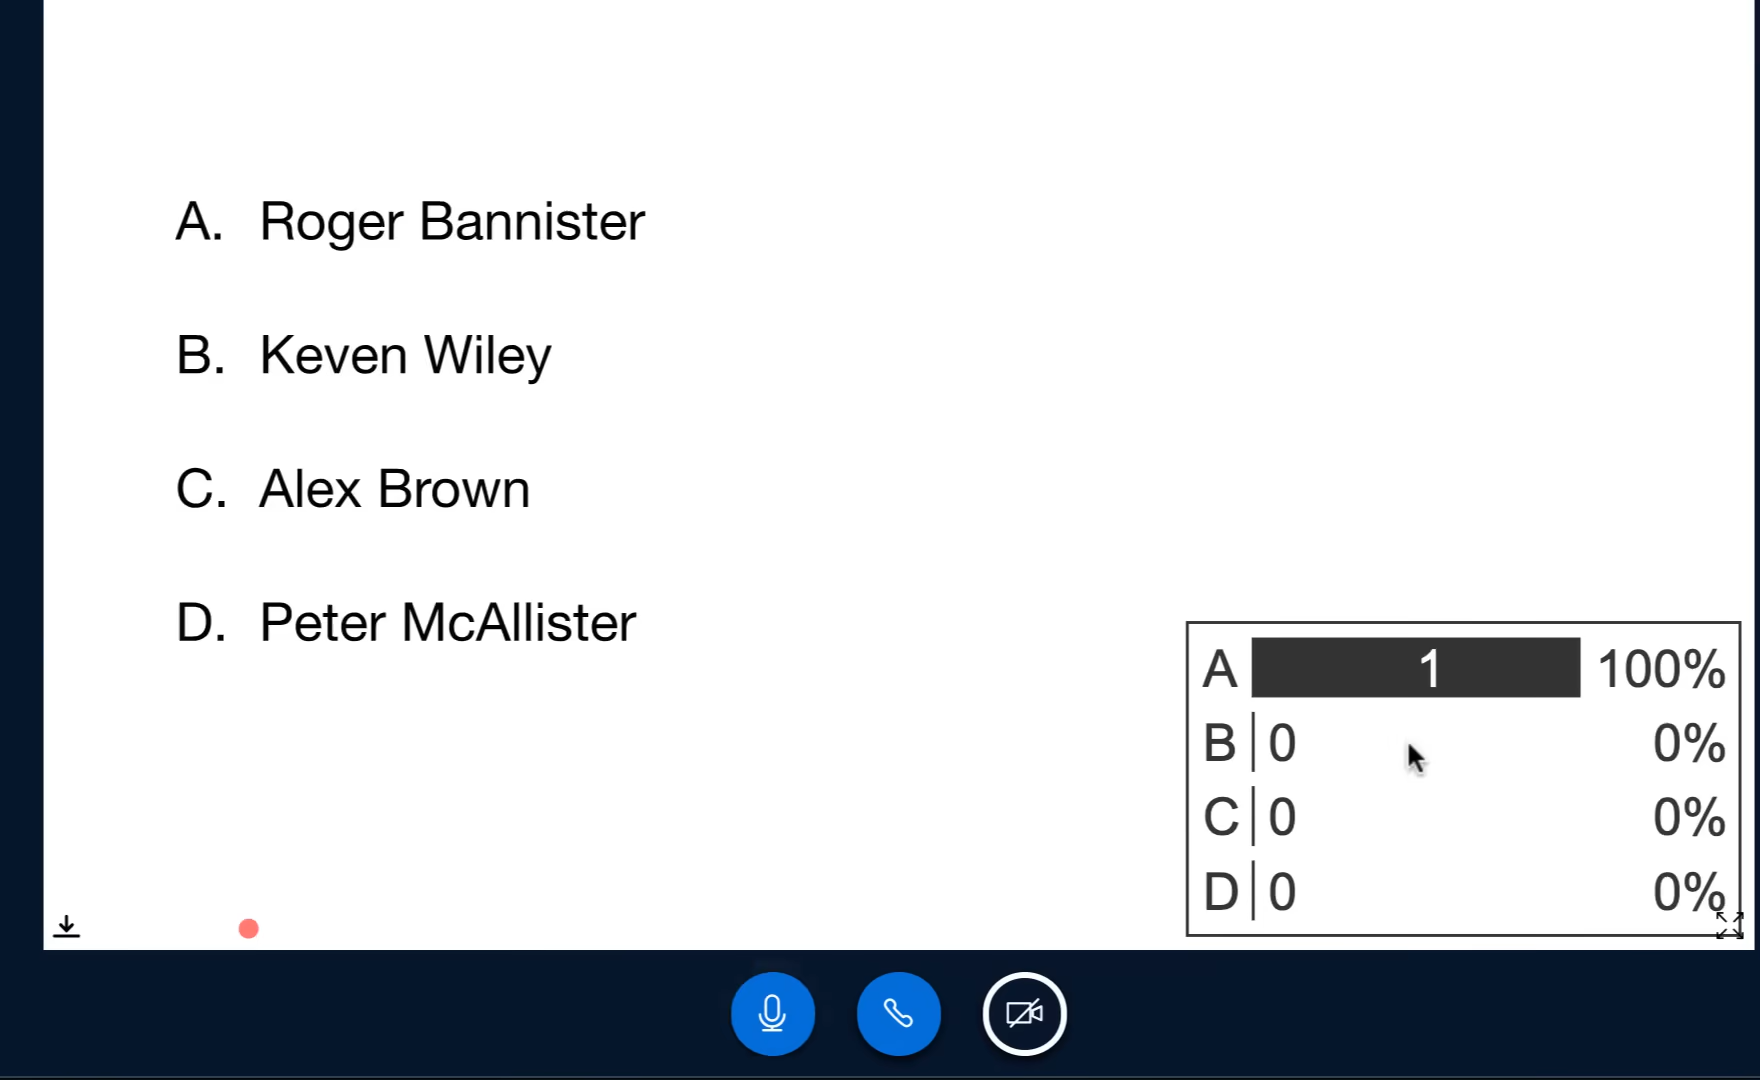 A. Roger Bannister
B. Keven Wiley
C. Alex Brown
D. Peter McAllister
A 1 100%
B 0 0%
C 0 0%
D 0 0%